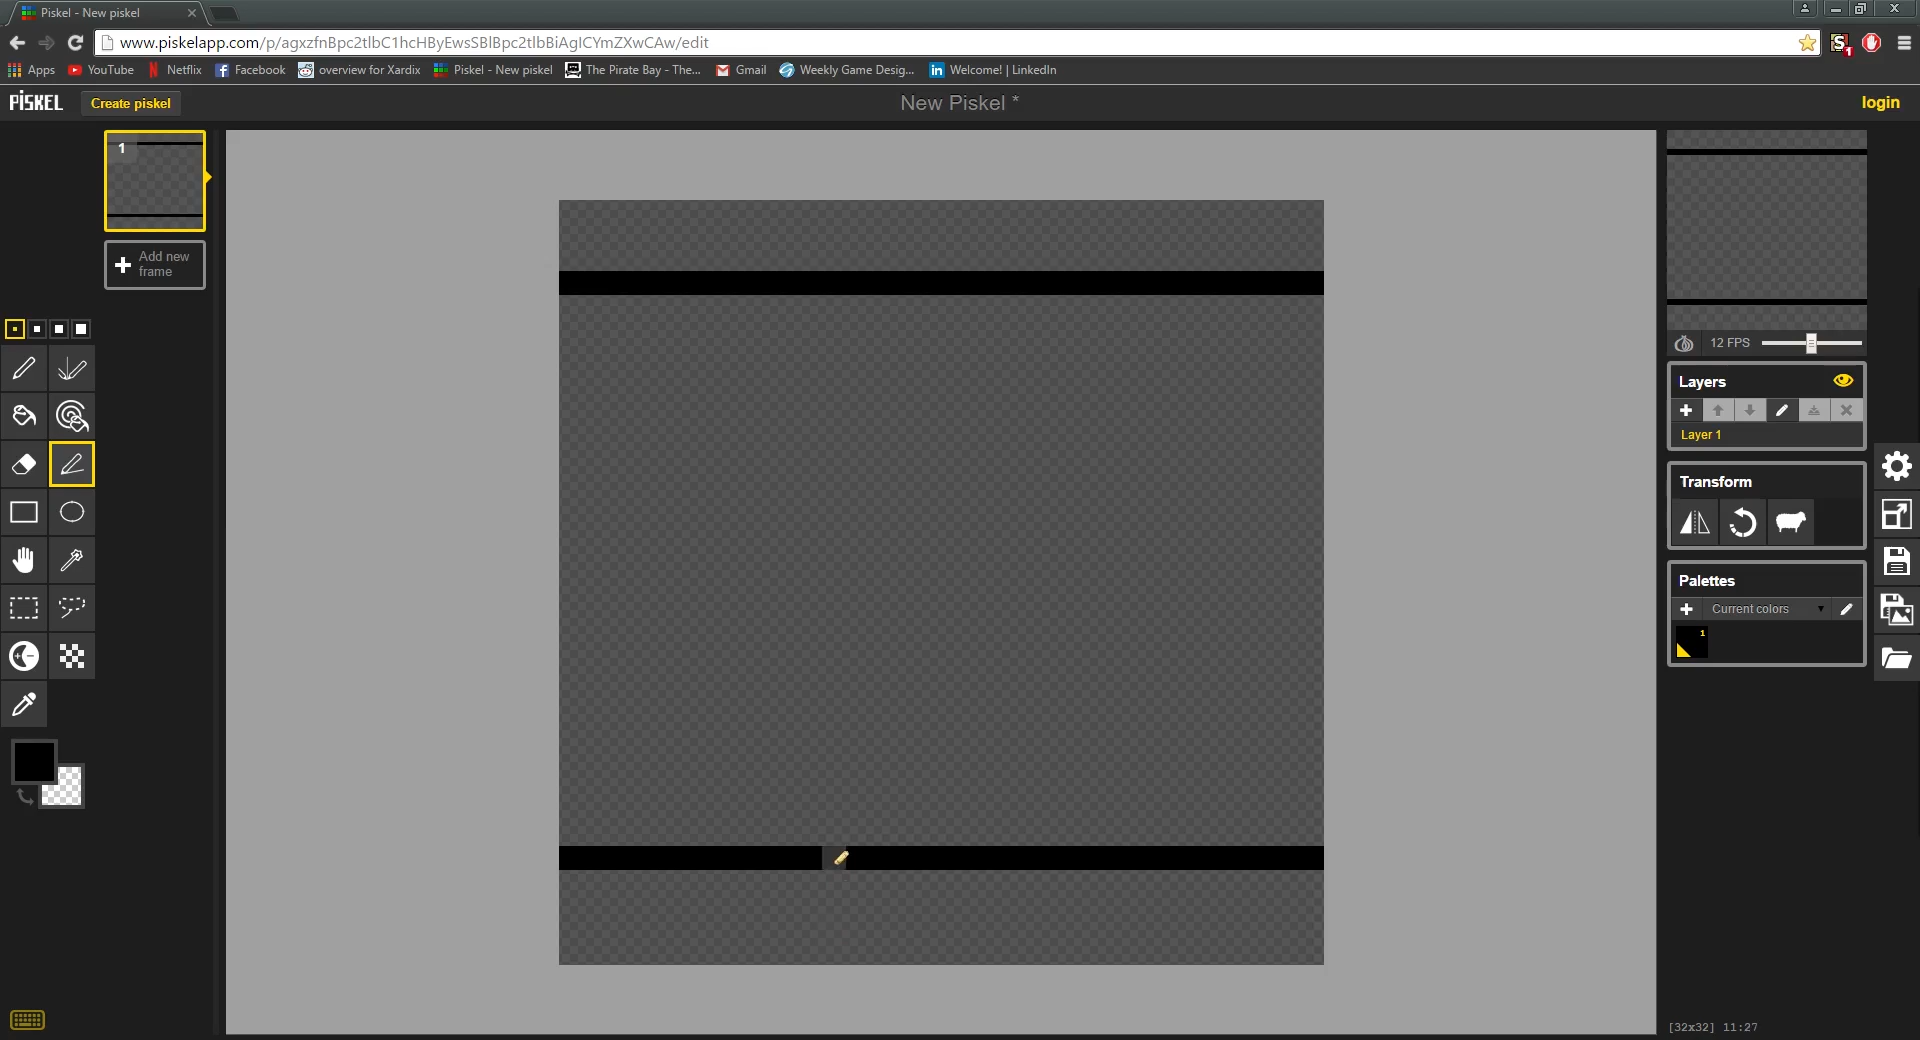 Piskel - New piskel
www.piskelapp.com/p/agxzfnBpc2tlbC1hcHByEwsSBlBpc2tlbBiAgICYmZXwCAw/edit
Apps YouTube Netflix Facebook overview for Xardix Piskel - New piskel The Pirate Bay - The... Gmail Weekly Game Desig... Welcome! | LinkedIn
PiSKEL Create piskel New Piskel * login
1
Add new
frame
12 FPS
Layers
Layer 1
Transform
Palettes
Current colors
1
[32x32] 11:27